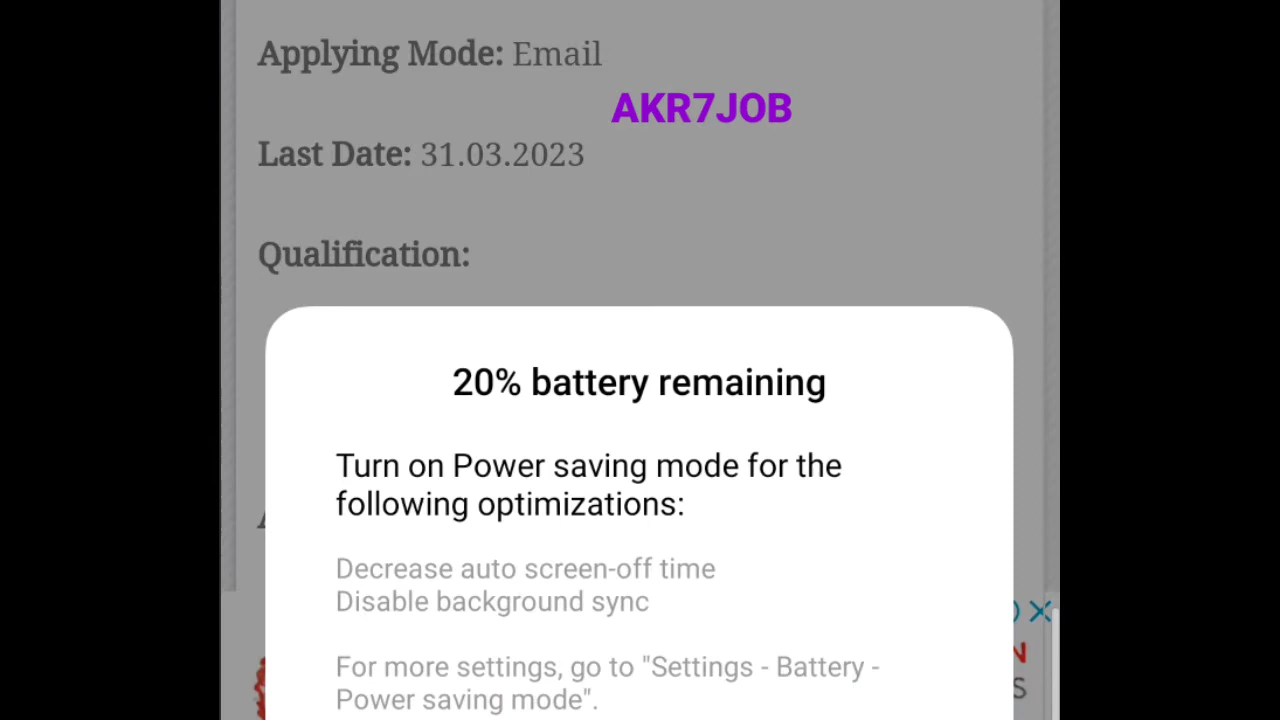 Applying Mode: Email
AKR7JOB
Last Date: 31.03.2023
Qualification:
20% battery remaining
Turn on Power saving mode for the
following optimizations:
Decrease auto screen-off time
Disable background sync
For more settings, go to "Settings - Battery -
Power saving mode".